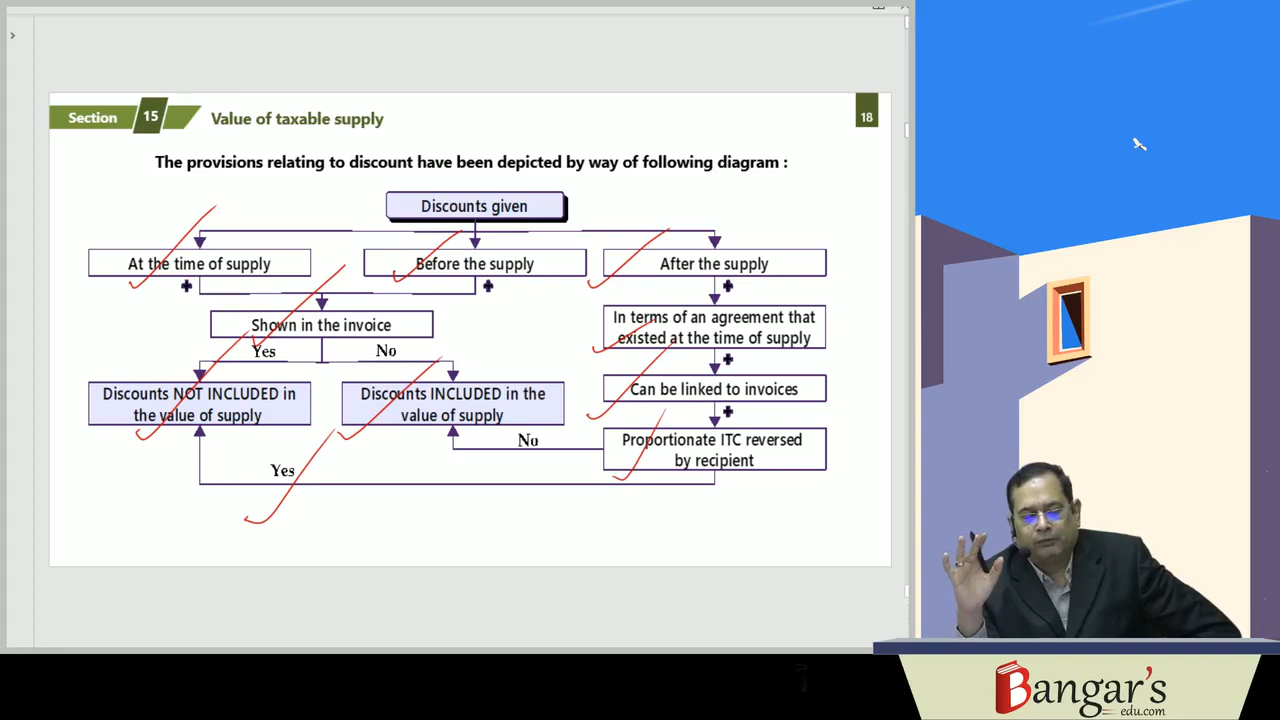 Section 15 Value of taxable supply 18
The provisions relating to discount have been depicted by way of following diagram :
Discounts given
At the time of supply
Before the supply
After the supply
Shown in the invoice
In terms of an agreement that
existed at the time of supply
Yes
No
Can be linked to invoices
Discounts NOT INCLUDED in
the value of supply
Discounts INCLUDED in the
value of supply
Proportionate ITC reversed
by recipient
No
Yes
Bangar's
edu.com